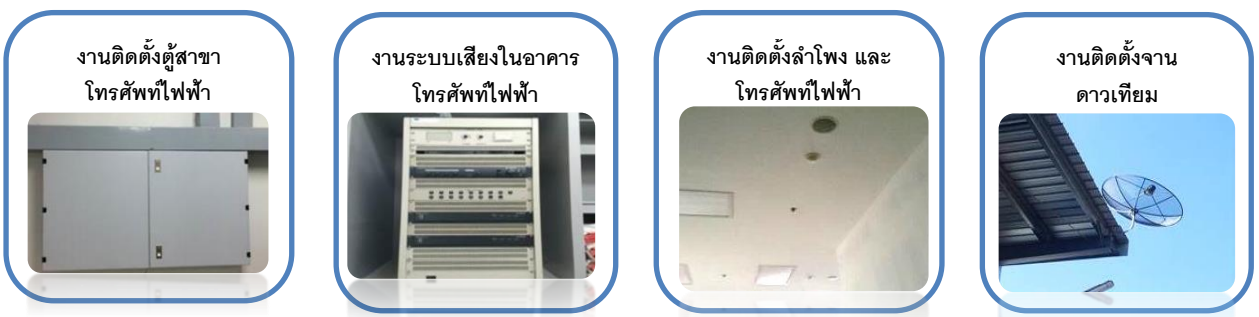 งานติดตั้งตู้สาขา
โทรศัพท์ไฟฟ้า
งานระบบเสียงในอาคาร
โทรศัพท์ไฟฟ้า
งานติดตั้งลำโพง และ
โทรศัพท์ไฟฟ้า
งานติดตั้งจาน
ดาวเทียม